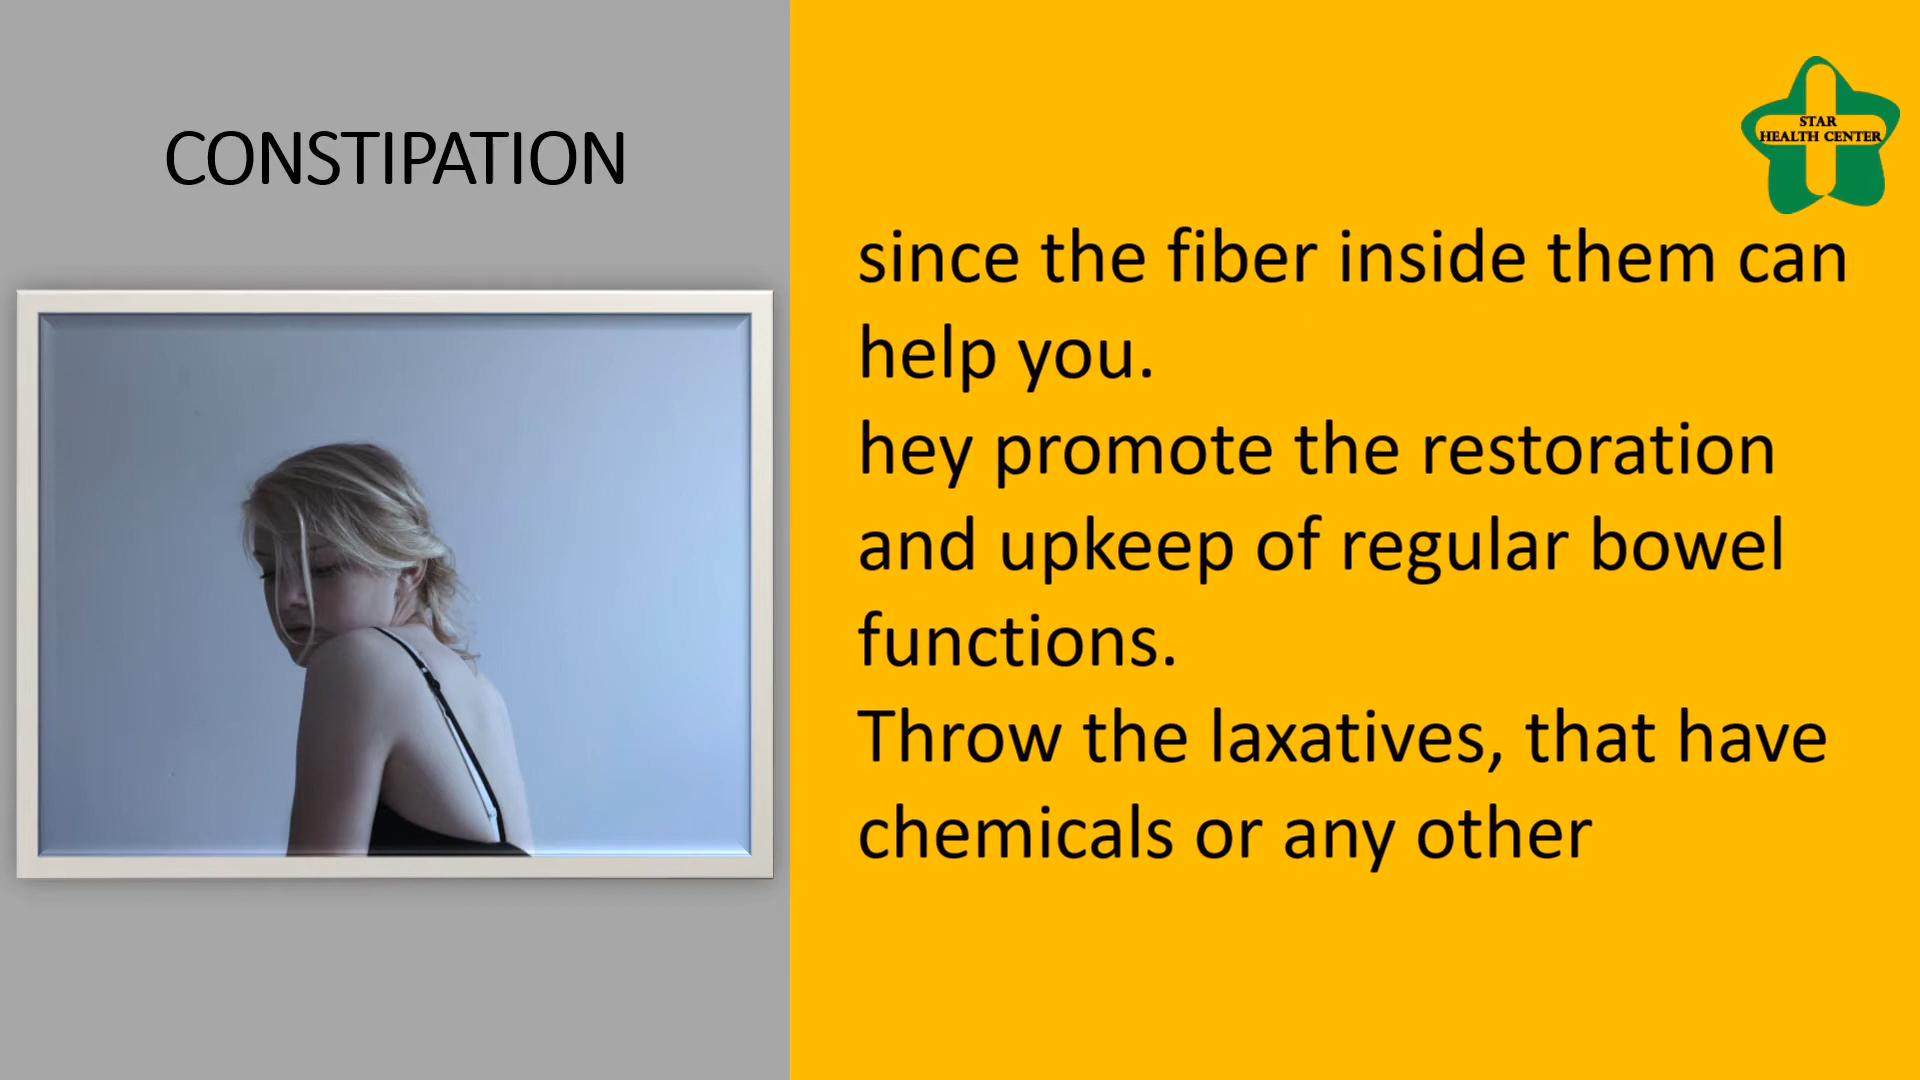 CONSTIPATION
STAR
HEALTH CENTER
since the fiber inside them can
help you.
hey promote the restoration
and upkeep of regular bowel
functions.
Throw the laxatives, that have
chemicals or any other